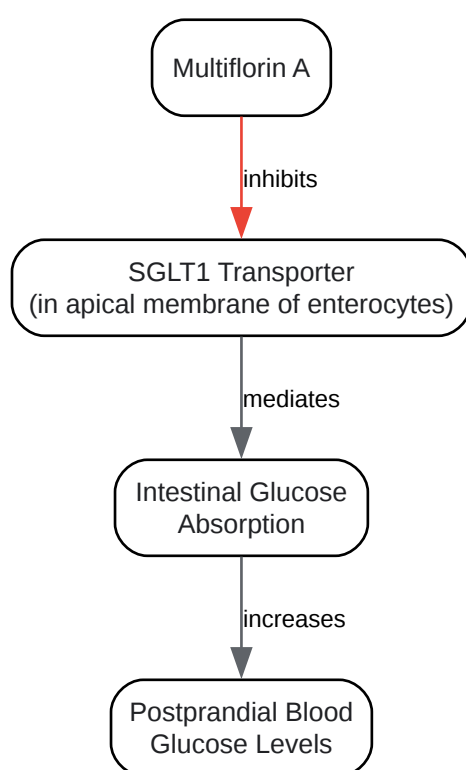 Multiflorin A
inhibits
SGLT1 Transporter
(in apical membrane of enterocytes)
mediates
Intestinal Glucose
Absorption
increases
Postprandial Blood
Glucose Levels